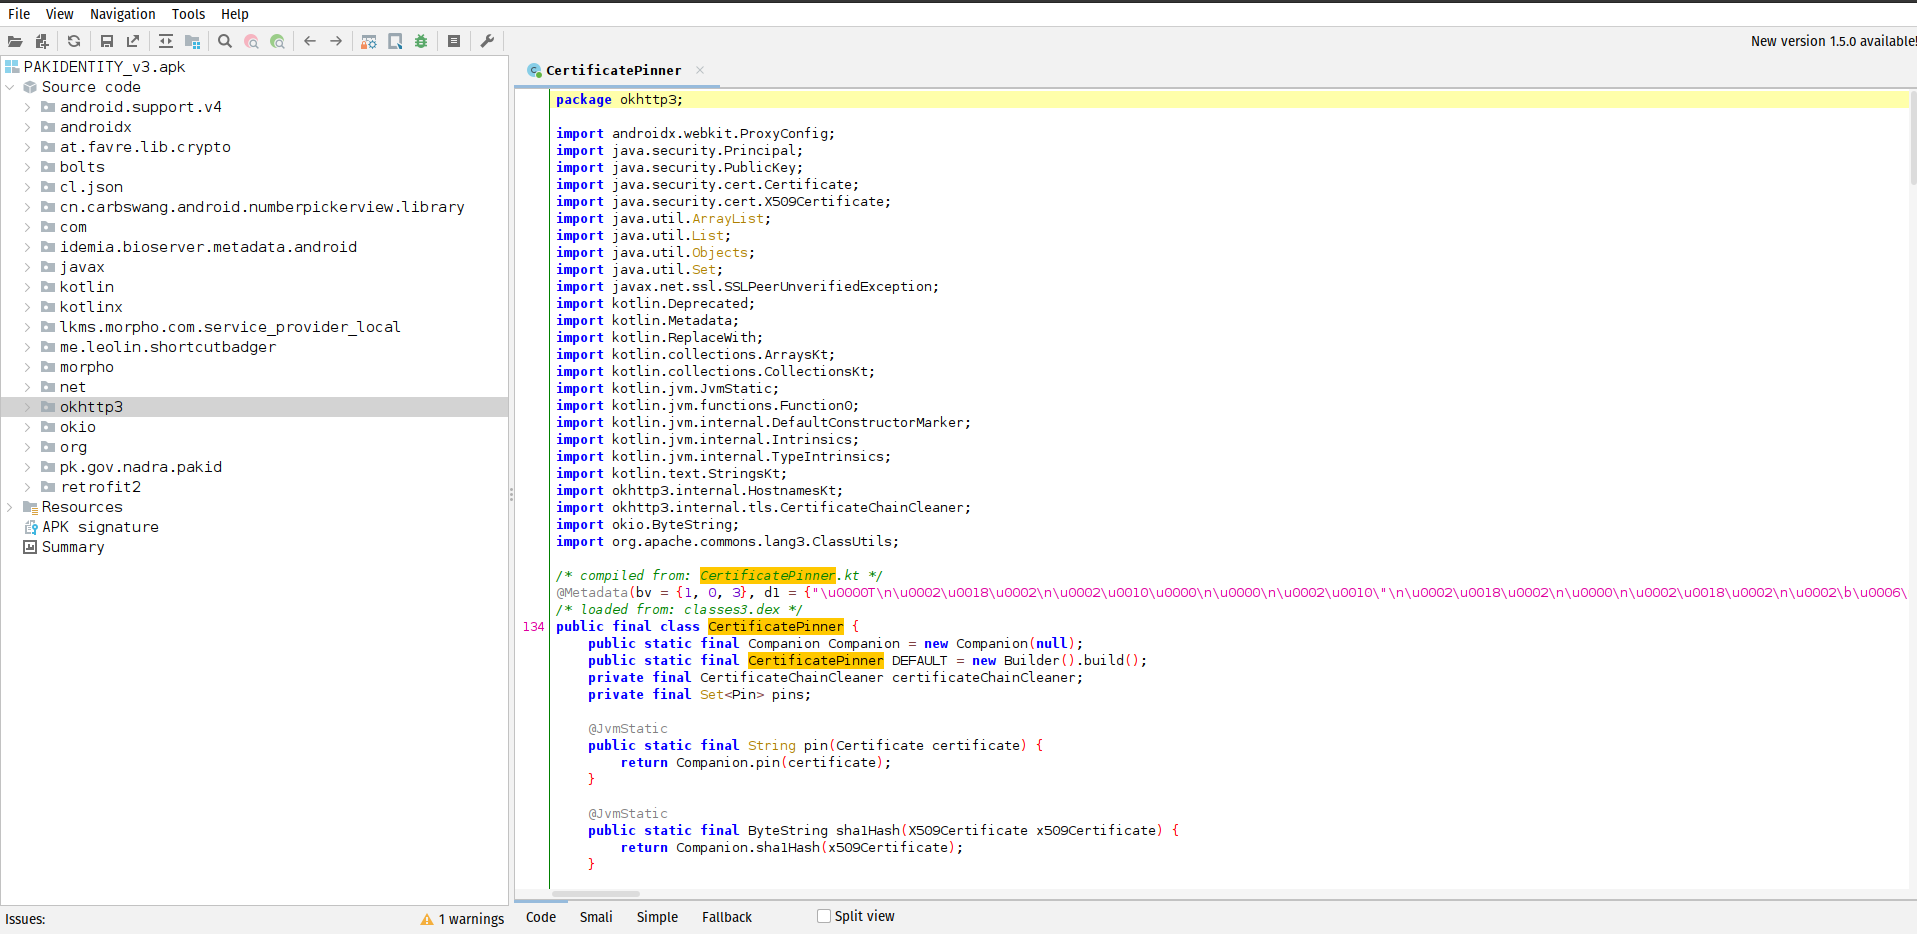 File View Navigation Tools Help
New version 1.5.0 available!
PAKIDENTITY_v3.apk
Source code
android.support.v4
androidx
at.favre.lib.crypto
bolts
cl.json
cn.carbswang.android.numberpickerview.library
com
idemia.bioserver.metadata.android
javax
kotlin
kotlinx
lkms.morpho.com.service_provider_local
me.leolin.shortcutbadger
morpho
net
okhttp3
okio
org
pk.gov.nadra.pakid
retrofit2
Resources
APK signature
Summary
Issues:
1 warnings
CertificatePinner
package okhttp3;
import androidx.webkit.ProxyConfig;
import java.security.Principal;
import java.security.PublicKey;
import java.security.cert.Certificate;
import java.security.cert.X509Certificate;
import java.util.ArrayList;
import java.util.List;
import java.util.Objects;
import java.util.Set;
import javax.net.ssl.SSLPeerUnverifiedException;
import kotlin.Deprecated;
import kotlin.Metadata;
import kotlin.ReplaceWith;
import kotlin.collections.ArraysKt;
import kotlin.collections.CollectionsKt;
import kotlin.jvm.JvmStatic;
import kotlin.jvm.functions.Function0;
import kotlin.jvm.internal.DefaultConstructorMarker;
import kotlin.jvm.internal.Intrinsics;
import kotlin.jvm.internal.TypeIntrinsics;
import kotlin.text.StringsKt;
import okhttp3.internal.HostnamesKt;
import okhttp3.internal.tls.CertificateChainCleaner;
import okio.ByteString;
import org.apache.commons.lang3.ClassUtils;
/* compiled from: CertificatePinner.kt */
@Metadata(bv = {1, 0, 3}, d1 = {"\u0000T\n\u0002\u0018\u0002\n\u0002\u0010\u0000\n\u0000\n\u0002\u0010\"\n\u0002\u0018\u0002\n\u0000\n\u0002\u0018\u0002\n\u0002\b\u0006\
/* loaded from: classes3.dex */
134 public final class CertificatePinner {
public static final Companion Companion = new Companion(null);
public static final CertificatePinner DEFAULT = new Builder().build();
private final CertificateChainCleaner certificateChainCleaner;
private final Set<Pin> pins;
@JvmStatic
public static final String pin(Certificate certificate) {
return Companion.pin(certificate);
}
@JvmStatic
public static final ByteString sha1Hash(X509Certificate x509Certificate) {
return Companion.sha1Hash(x509Certificate);
}
Code Smali Simple Fallback Split view